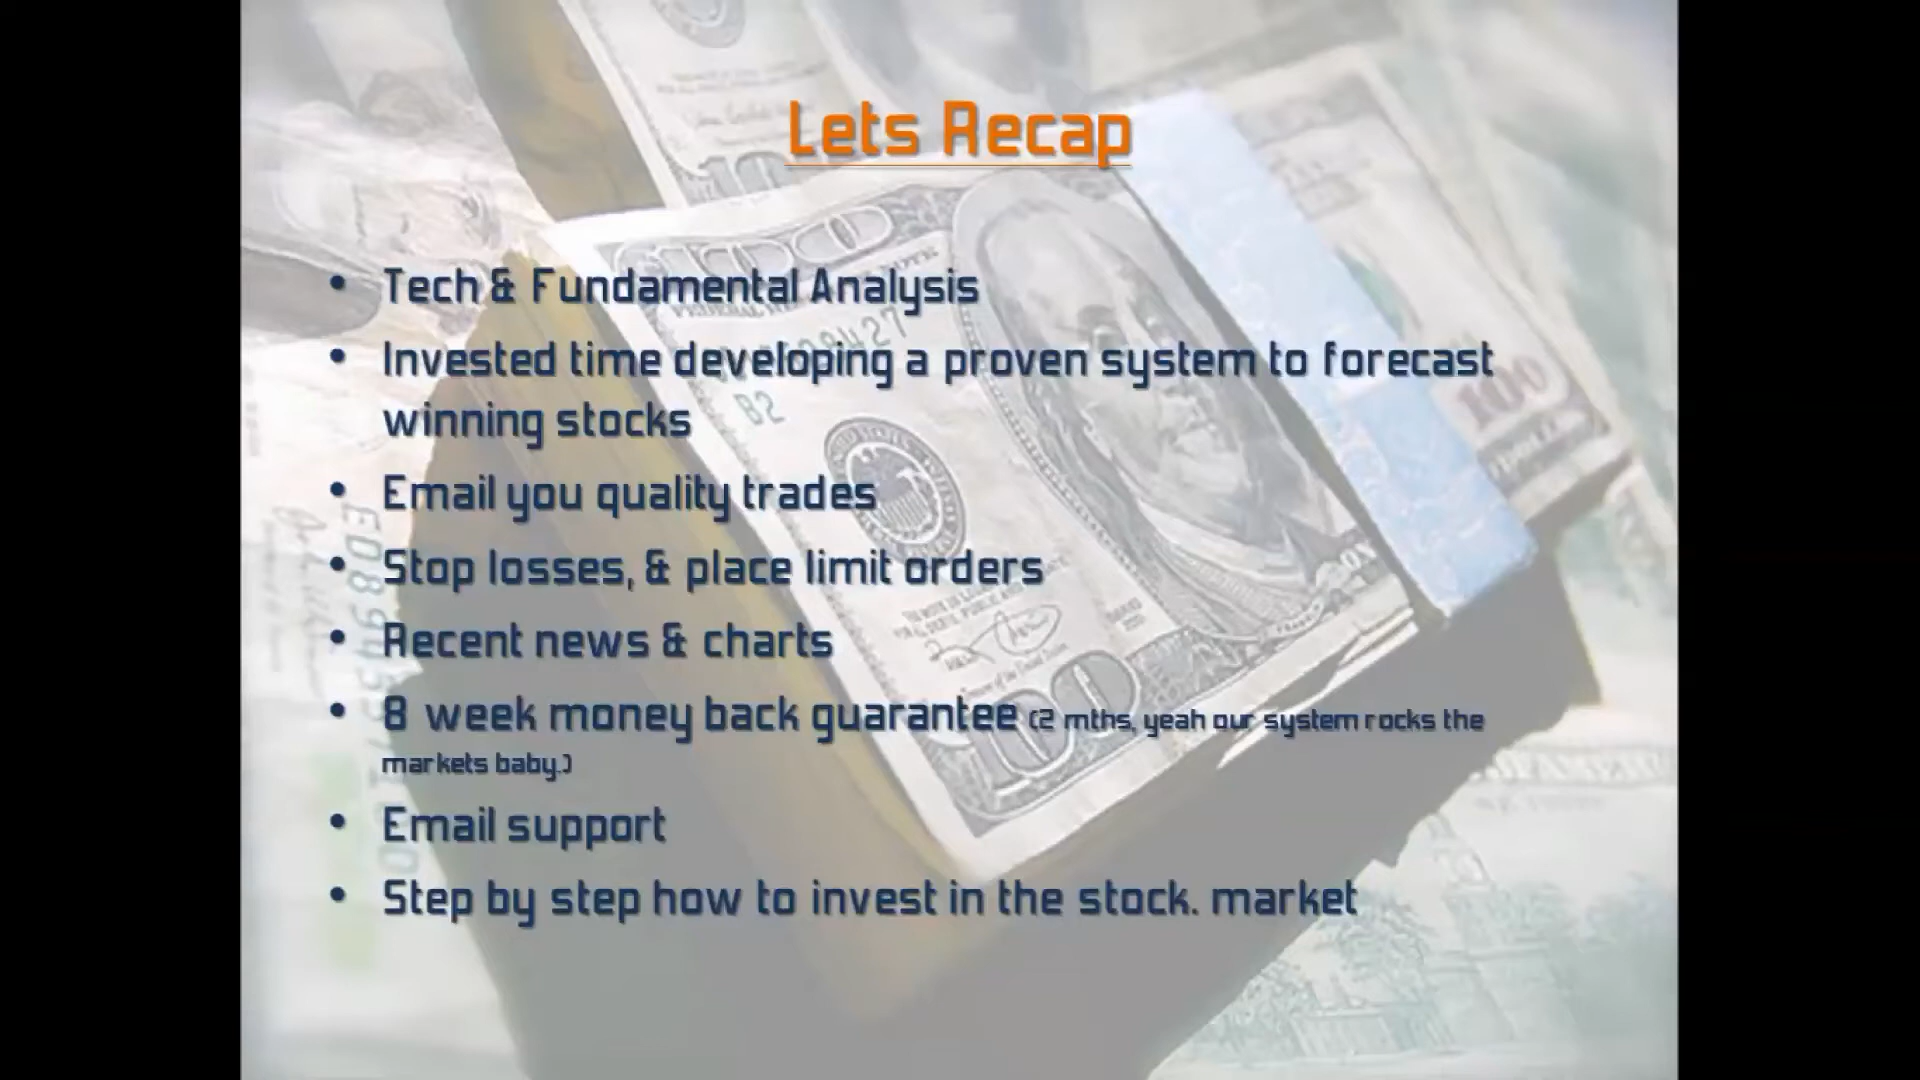 Lets Recap
• Tech & Fundamental Analysis
• Invested time developing a proven system to forecast
winning stocks
• Email you quality trades
• Stop losses, & place limit orders
• Recent news & charts
• 8 week money back guarantee (2 mths, yeah our system rocks the
markets baby.)
• Email support
• Step by step how to invest in the stock. market